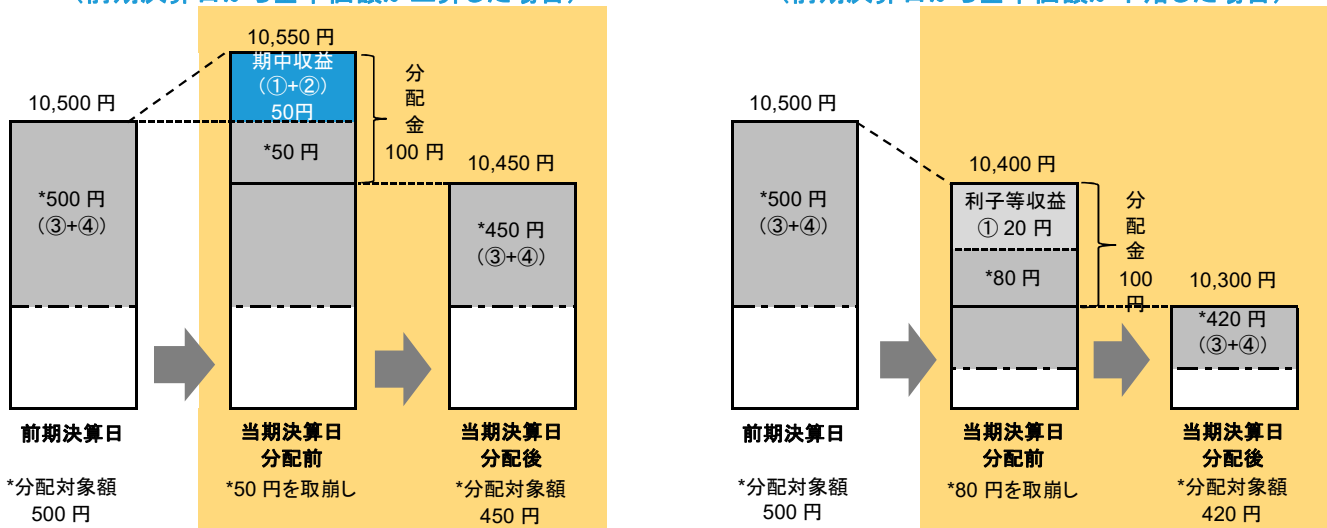 10,550 円
期中収益
（①+②）
50円
*50 円
10,500 円
*500 円
（③+④）
分
配
金
100 円
10,450 円
*450 円
（③+④）
前期決算日
当期決算日
分配前
当期決算日
分配後
*分配対象額
500 円
*50 円を取崩し
*分配対象額
450 円
10,500 円
*500 円
（③+④）
10,400 円
利子等収益
① 20 円
*80 円
分
配
金
100
円
10,300 円
*420 円
（③+④）
前期決算日
当期決算日
分配前
当期決算日
分配後
*分配対象額
500 円
*80 円を取崩し
*分配対象額
420 円